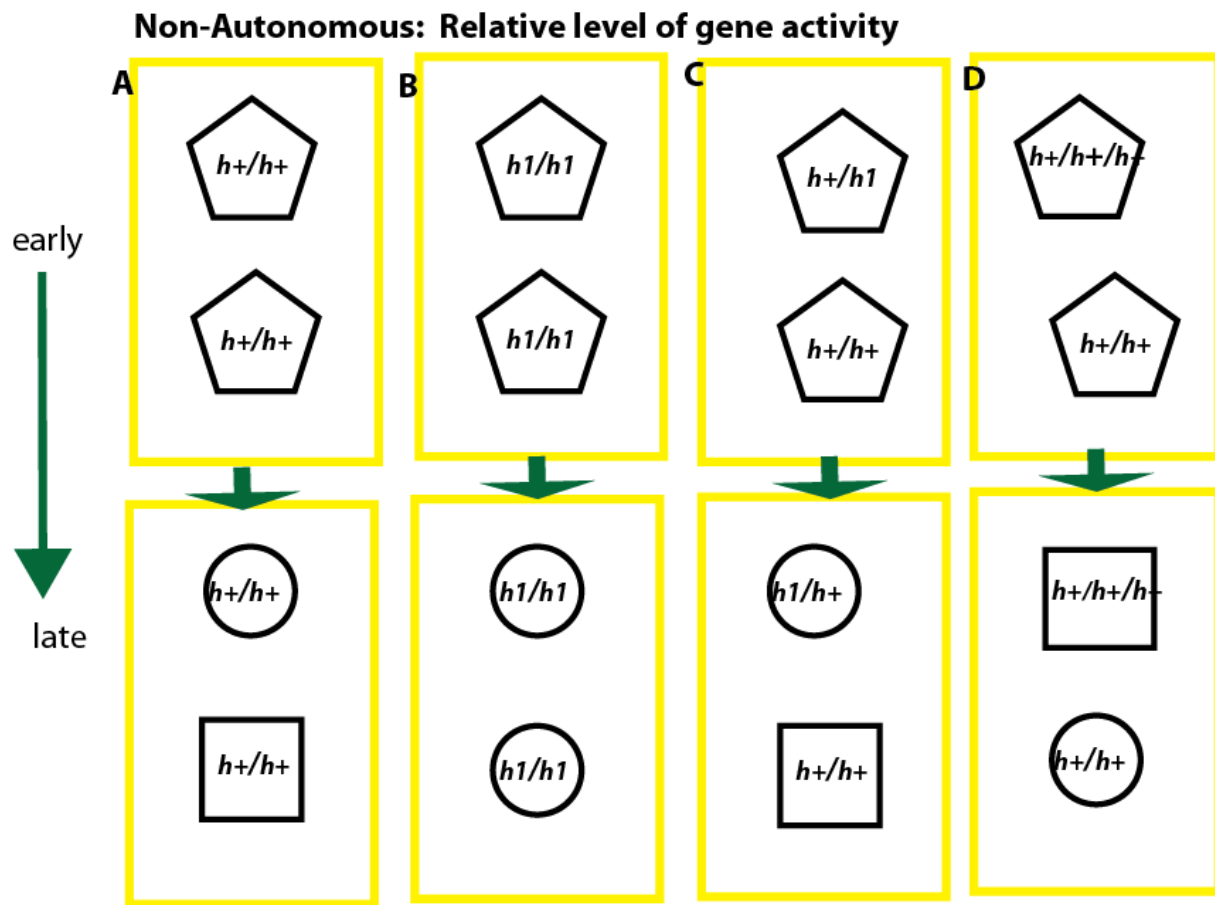 Non-Autonomous: Relative level of gene activity
A
B
C
D
h+/h+
h1/h1
h+/h1
h+/h+/h+
early
h+/h+
h1/h1
h+/h+
h+/h+
h+/h+
h1/h1
h1/h+
h+/h+/h+
late
h+/h+
h1/h1
h+/h+
h+/h+